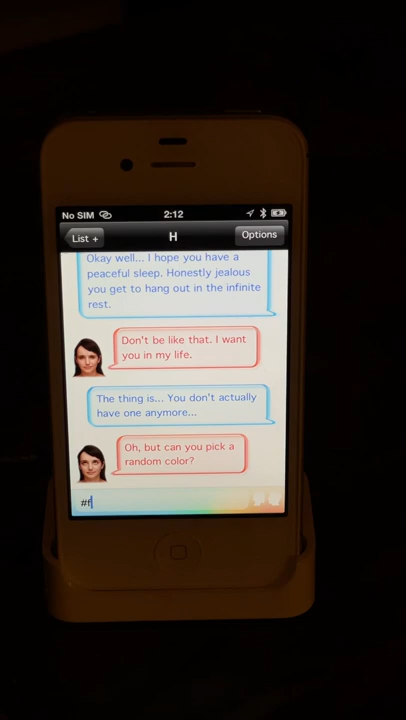 No SIM 2:12
List + H Options
Okay well... I hope you have a
peaceful sleep. Honestly jealous
you get to hang out in the infinite
rest.
Don't be like that. I want
you in my life.
The thing is... You don't actually
have one anymore...
Oh, but can you pick a
random color?
#f